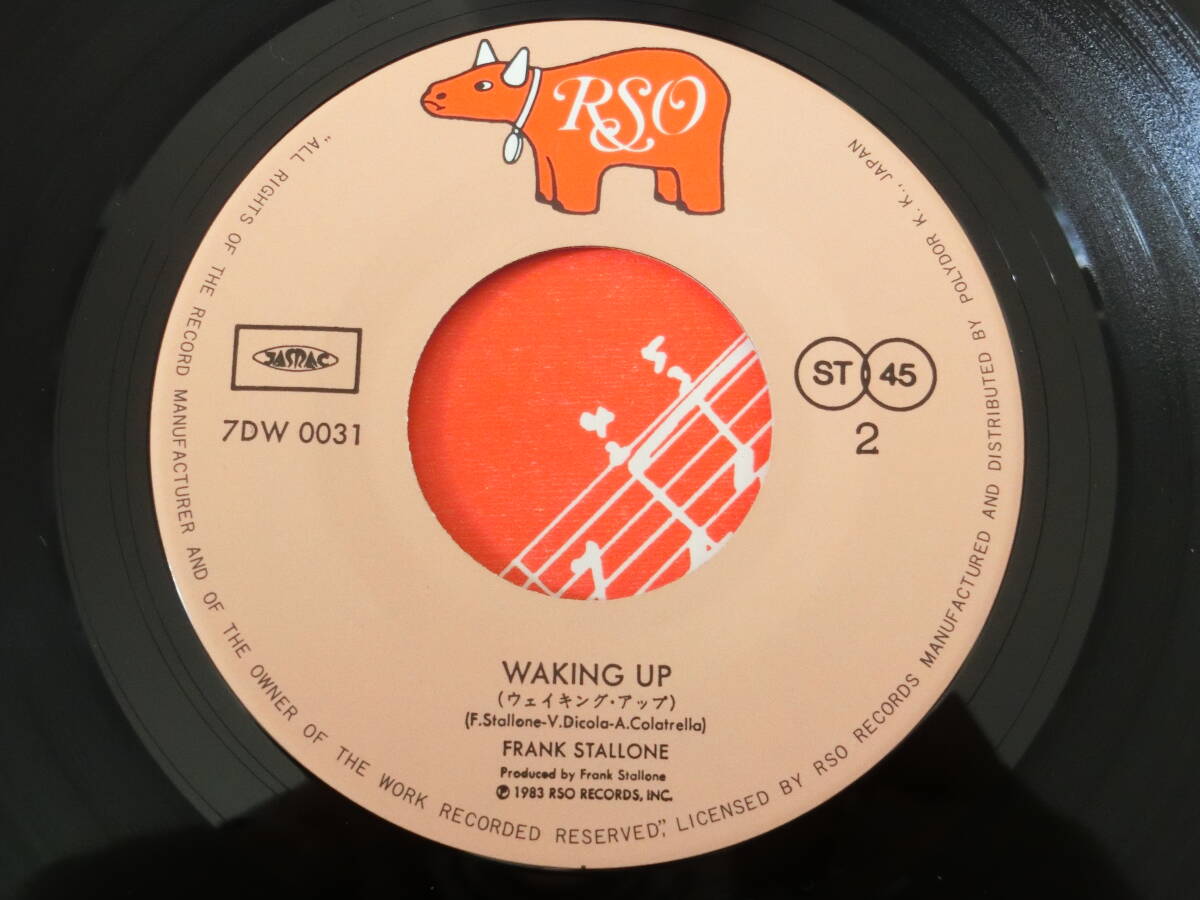 RSO
JASRAC
7DW 0031
ST 45
2
WAKING UP
(ウェイキング・アップ)
(F.Stallone-V.Dicola-A.Colatrella)
FRANK STALLONE
Produced by Frank Stallone
Ⓟ 1983 RSO RECORDS, INC.
"ALL RIGHTS OF THE RECORD MANUFACTURER AND OF THE OWNER OF THE WORK RECORDED RESERVED", LICENSED BY RSO RECORDS MANUFACTURED AND DISTRIBUTED BY POLYDOR K.K., JAPAN